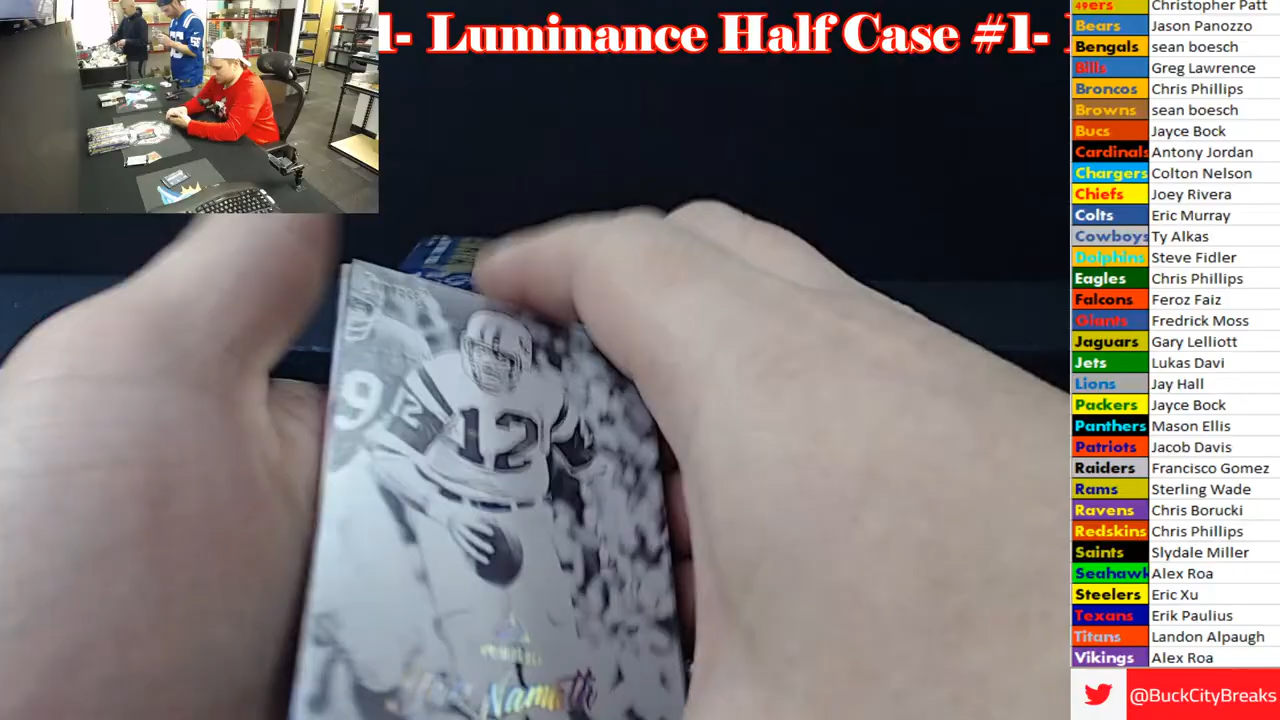 1- Luminance Half Case #1-
49ers Christopher Patt
Bears Jason Panozzo
Bengals sean boesch
Bills Greg Lawrence
Broncos Chris Phillips
Browns sean boesch
Bucs Jayce Bock
Cardinals Antony Jordan
Chargers Colton Nelson
Chiefs Joey Rivera
Colts Eric Murray
Cowboys Ty Alkas
Dolphins Steve Fidler
Eagles Chris Phillips
Falcons Feroz Faiz
Giants Fredrick Moss
Jaguars Gary Lelliott
Jets Lukas Davi
Lions Jay Hall
Packers Jayce Bock
Panthers Mason Ellis
Patriots Jacob Davis
Raiders Francisco Gomez
Rams Sterling Wade
Ravens Chris Borucki
Redskins Chris Phillips
Saints Slydale Miller
Seahawk Alex Roa
Steelers Eric Xu
Texans Erik Paulius
Titans Landon Alpaugh
Vikings Alex Roa
@BuckCityBreaks
56
9
12
12
Namath